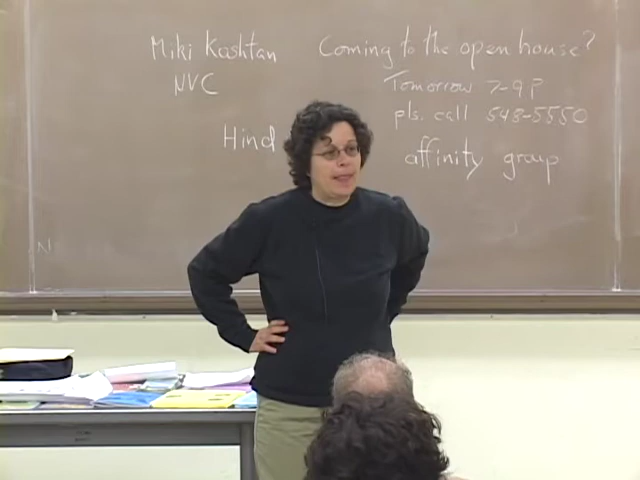 Miki Kashtan
NVC
Coming to the open house?
Tomorrow 7-9P
pls. call 548-5550
Hind
affinity group
N